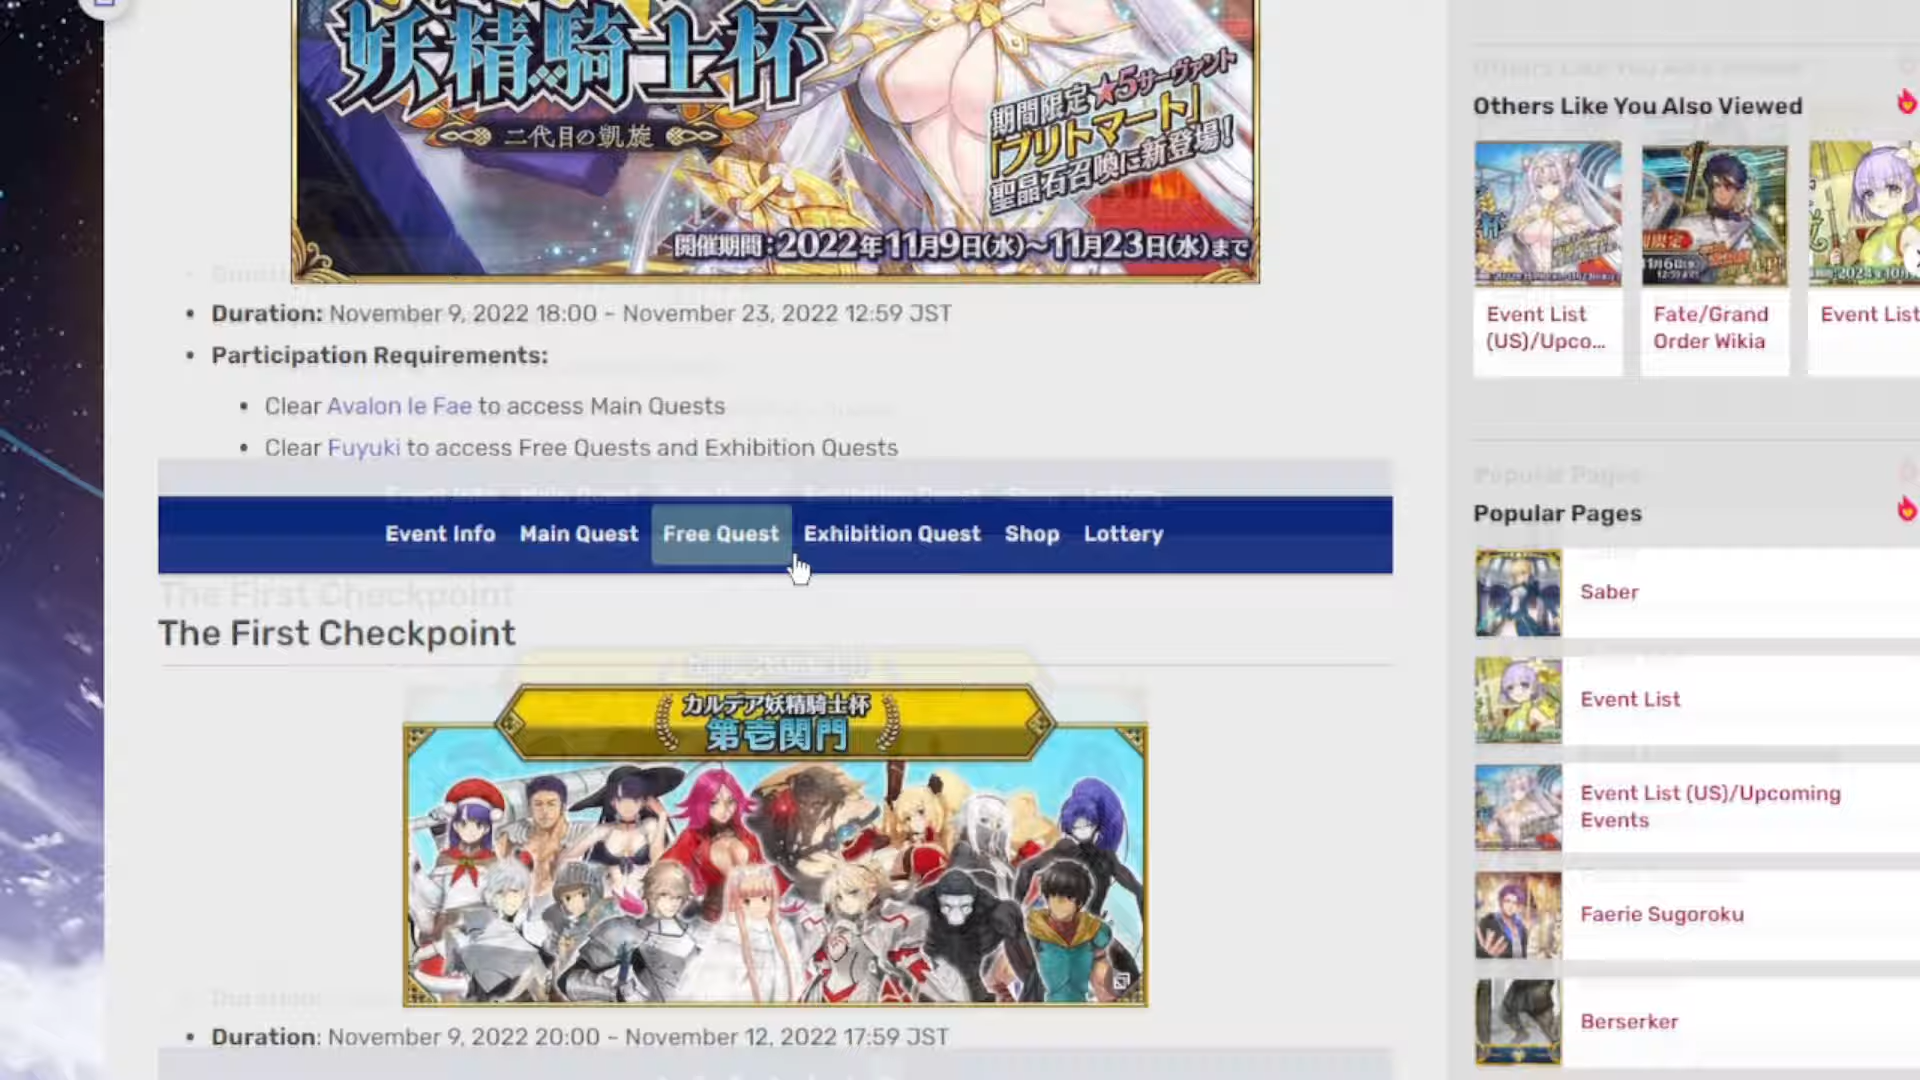 妖精騎士杯
二代目の凱旋
期間限定★5サーヴァント
「ブリトマート」
聖晶石召喚に新登場!
開催期間:2022年11月9日(水)~11月23日(水)まで
Duration: November 9, 2022 18:00 – November 23, 2022 12:59 JST
Participation Requirements:
Clear Avalon le Fae to access Main Quests
Clear Fuyuki to access Free Quests and Exhibition Quests
Event Info Main Quest Free Quest Exhibition Quest Shop Lottery
The First Checkpoint
カルデア妖精騎士杯
第壱関門
Duration: November 9, 2022 20:00 – November 12, 2022 17:59 JST
Others Like You Also Viewed
Event List
(US)/Upco...
Fate/Grand
Order Wikia
Event List
Popular Pages
Saber
Event List
Event List (US)/Upcoming
Events
Faerie Sugoroku
Berserker